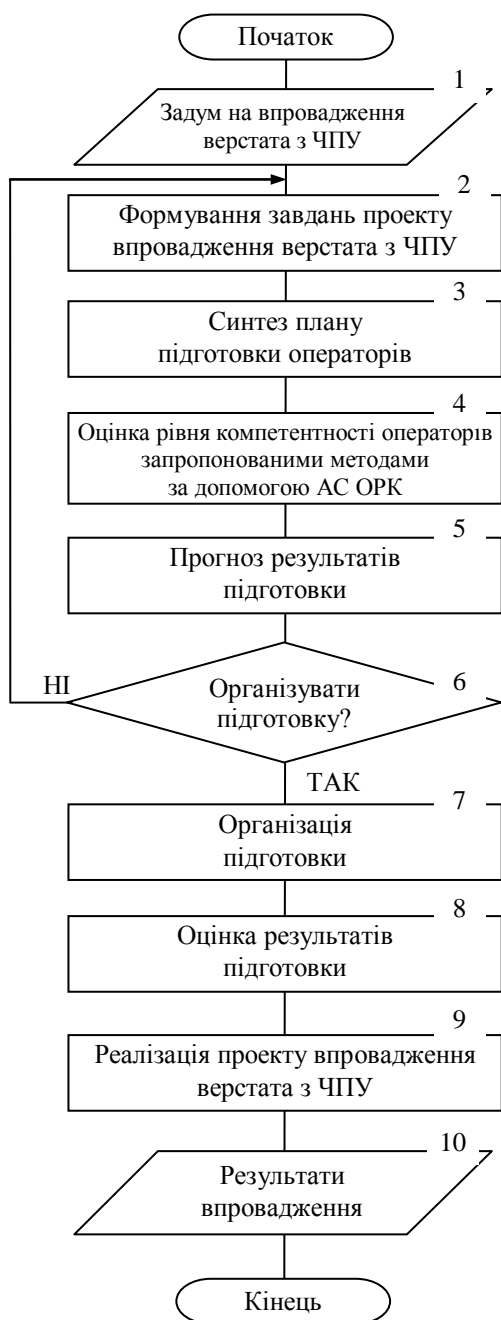 Початок
1
Задум на впровадження
верстата з ЧПУ
2
Формування завдань проекту
впровадження верстата з ЧПУ
3
Синтез плану
підготовки операторів
4
Оцінка рівня компетентності операторів
запропонованими методами
за допомогою АС ОРК
5
Прогноз результатів
підготовки
НІ
6
Організувати
підготовку?
ТАК
7
Організація
підготовки
8
Оцінка результатів
підготовки
9
Реалізація проекту впровадження
верстата з ЧПУ
10
Результати
впровадження
Кінець